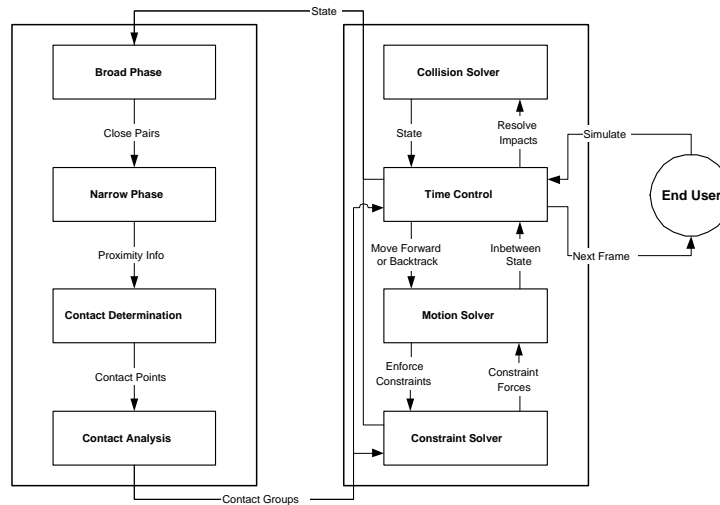 State
Broad Phase
Close Pairs
Narrow Phase
Proximity Info
Contact Determination
Contact Points
Contact Analysis
Contact Groups
Collision Solver
State
Resolve
Impacts
Time Control
Move Forward
or Backtrack
Inbetween
State
Motion Solver
Enforce
Constraints
Constraint
Forces
Constraint Solver
Simulate
End User
Next Frame